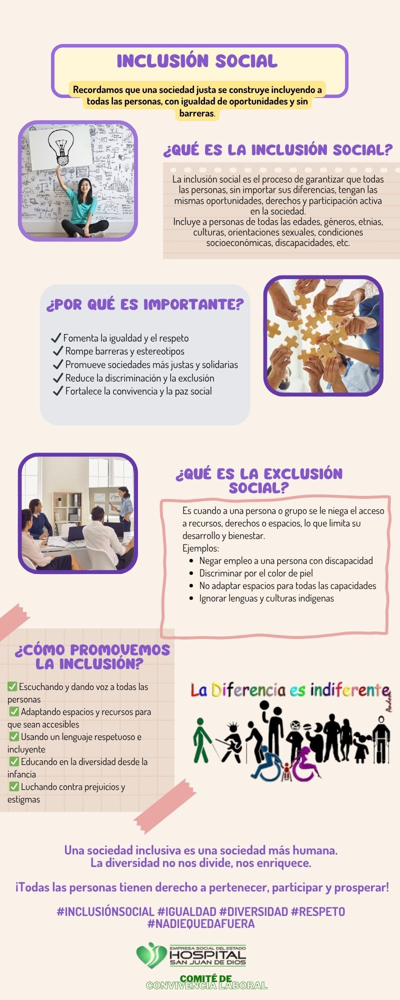 INCLUSIÓN SOCIAL
Recordamos que una sociedad justa se construye incluyendo a
todas las personas, con igualdad de oportunidades y sin
barreras.
¿QUÉ ES LA INCLUSIÓN SOCIAL?
La inclusión social es el proceso de garantizar que todas
las personas, sin importar sus diferencias, tengan las
mismas oportunidades, derechos y participación activa
en la sociedad.
Incluye a personas de todas las edades, géneros, etnias,
culturas, orientaciones sexuales, condiciones
socioeconómicas, discapacidades, etc.
¿POR QUÉ ES IMPORTANTE?
✔ Fomenta la igualdad y el respeto
✔ Rompe barreras y estereotipos
✔ Promueve sociedades más justas y solidarias
✔ Reduce la discriminación y la exclusión
✔ Fortalece la convivencia y la paz social
¿QUÉ ES LA EXCLUSIÓN
SOCIAL?
Es cuando a una persona o grupo se le niega el acceso
a recursos, derechos o espacios, lo que limita su
desarrollo y bienestar.
Ejemplos:
• Negar empleo a una persona con discapacidad
• Discriminar por el color de piel
• No adaptar espacios para todas las capacidades
• Ignorar lenguas y culturas indígenas
¿CÓMO PROMOVEMOS
LA INCLUSIÓN?
✅ Escuchando y dando voz a todas las
personas
✅ Adaptando espacios y recursos para
que sean accesibles
✅ Usando un lenguaje respetuoso e
incluyente
✅ Educando en la diversidad desde la
infancia
✅ Luchando contra prejuicios y
estigmas
La Diferencia es indiferente
Una sociedad inclusiva es una sociedad más humana.
La diversidad no nos divide, nos enriquece.
¡Todas las personas tienen derecho a pertenecer, participar y prosperar!
#INCLUSIÓNSOCIAL #IGUALDAD #DIVERSIDAD #RESPETO
#NADIEQUEDAFUERA
EMPRESA SOCIAL DEL ESTADO
HOSPITAL
SAN JUAN DE DIOS
COMITÉ DE
CONVIVENCIA LABORAL